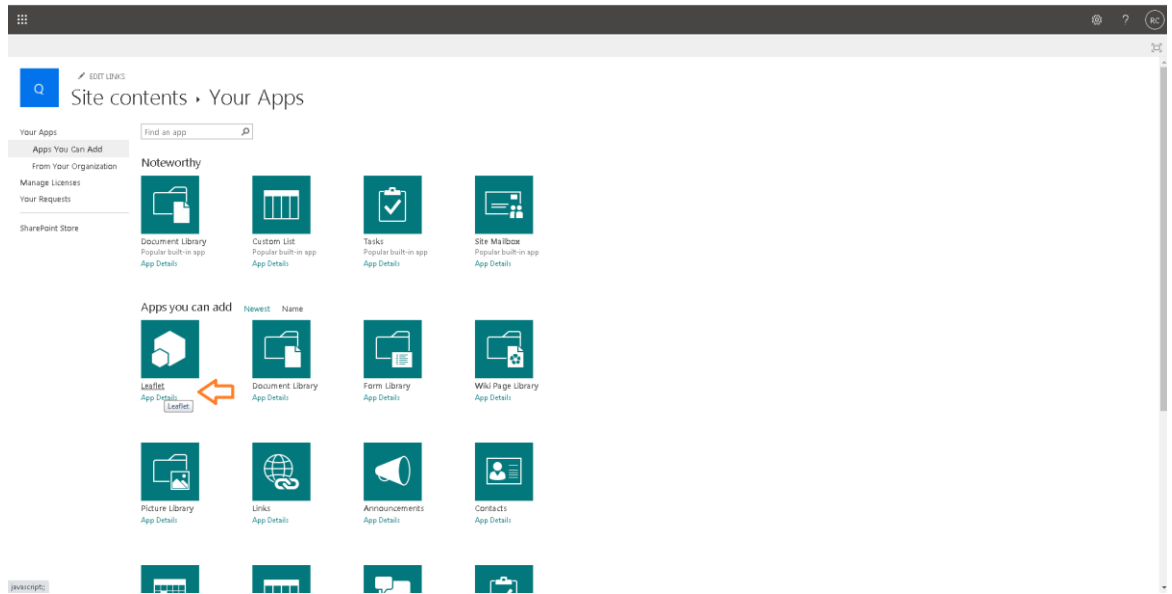 ?
RC
EDIT LINKS
Q
Site contents › Your Apps
Your Apps
Find an app
Apps You Can Add
From Your Organization
Manage Licenses
Your Requests
SharePoint Store
Noteworthy
Document Library
Popular built-in app
App Details
Custom List
Popular built-in app
App Details
Tasks
Popular built-in app
App Details
Site Mailbox
Popular built-in app
App Details
Apps you can add Newest Name
Leaflet
App Details
Leaflet
Document Library
App Details
Form Library
App Details
Wiki Page Library
App Details
Picture Library
App Details
Links
App Details
Announcements
App Details
Contacts
App Details
javascript:;